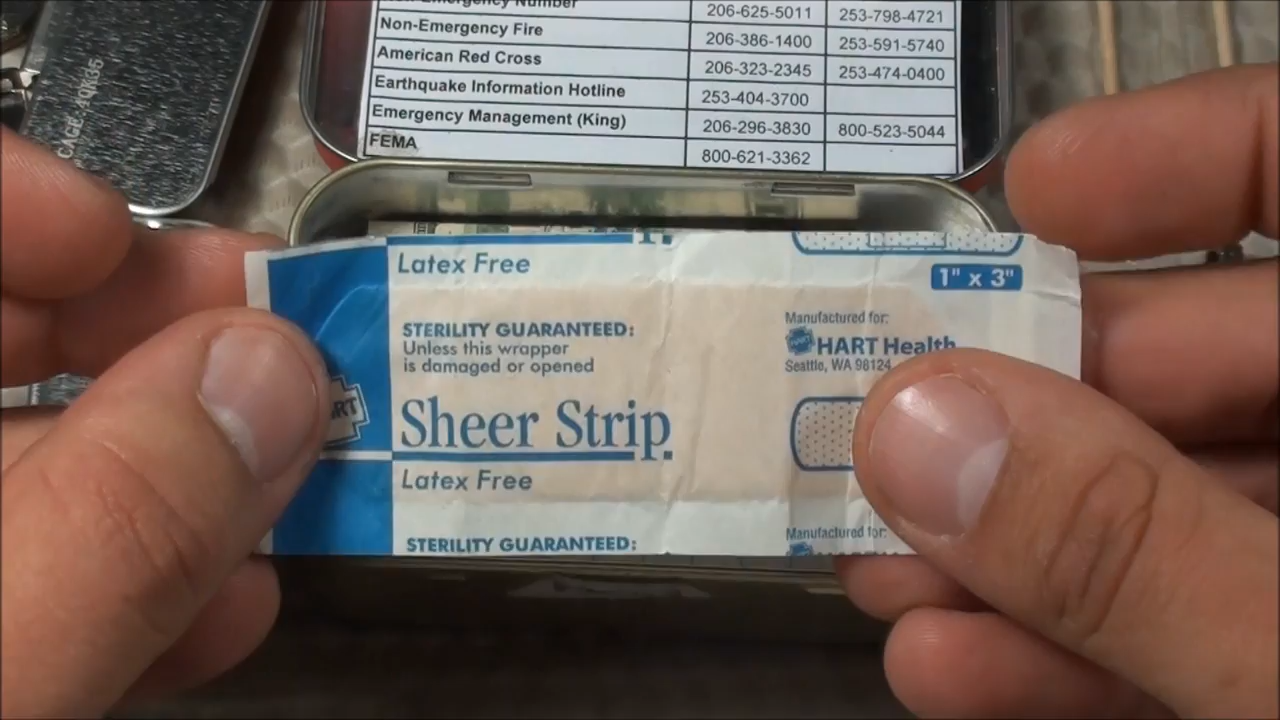 Number
206-625-5011 253-798-4721
Non-Emergency Fire 206-386-1400 253-591-5740
American Red Cross 206-323-2345 253-474-0400
Earthquake Information Hotline 253-404-3700
Emergency Management (King) 206-296-3830 800-523-5044
FEMA 800-621-3362
CAGE
Latex Free
1" x 3"
STERILITY GUARANTEED:
Unless this wrapper
is damaged or opened
Manufactured for:
HART Health
Seattle, WA 98124
Sheer Strip
Latex Free
STERILITY GUARANTEED:
Manufactured for: